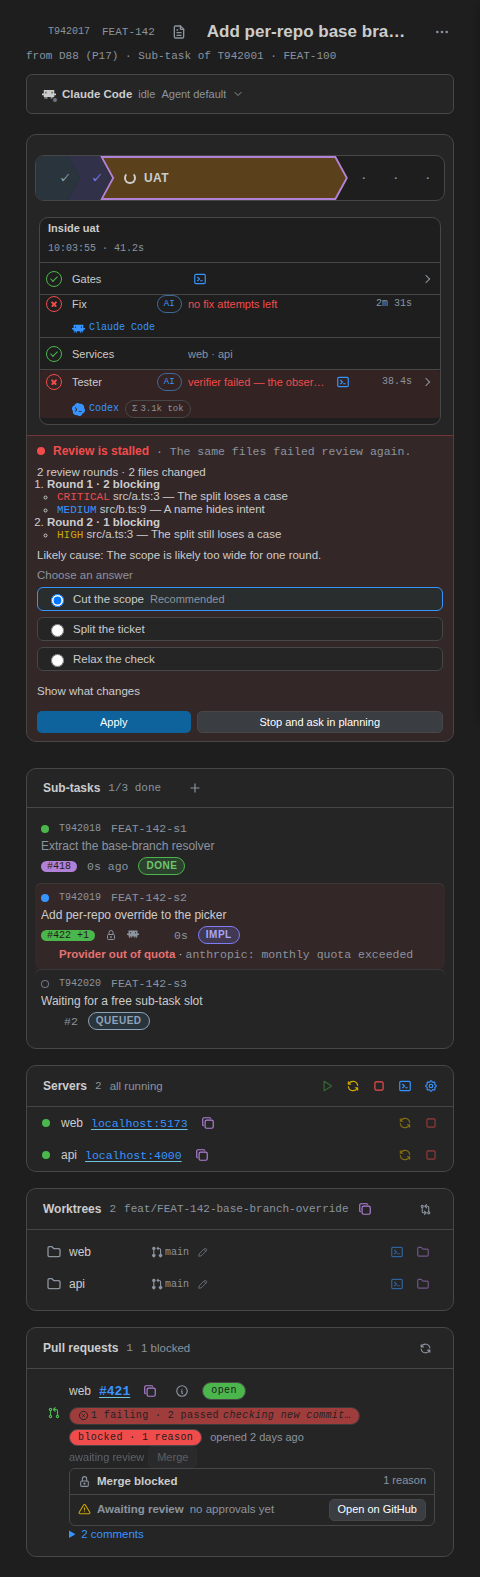 T942017 FEAT-142 Add per-repo base bra…
from D88 (P17) · Sub-task of T942001 · FEAT-100
Claude Code idle Agent default
UAT
Inside uat
10:03:55 · 41.2s
Gates
Fix AI no fix attempts left 2m 31s
Claude Code
Services web · api
Tester AI verifier failed — the obser… 38.4s
Codex Σ 3.1k tok
Review is stalled · The same files failed review again.
2 review rounds · 2 files changed
1. Round 1 · 2 blocking
CRITICAL src/a.ts:3 — The split loses a case
MEDIUM src/b.ts:9 — A name hides intent
2. Round 2 · 1 blocking
HIGH src/a.ts:3 — The split still loses a case
Likely cause: The scope is likely too wide for one round.
Choose an answer
Cut the scope Recommended
Split the ticket
Relax the check
Show what changes
Apply Stop and ask in planning
Sub-tasks 1/3 done
T942018 FEAT-142-s1
Extract the base-branch resolver
#418 0s ago DONE
T942019 FEAT-142-s2
Add per-repo override to the picker
#422 +1 0s IMPL
Provider out of quota · anthropic: monthly quota exceeded
T942020 FEAT-142-s3
Waiting for a free sub-task slot
#2 QUEUED
Servers 2 all running
web localhost:5173
api localhost:4000
Worktrees 2 feat/FEAT-142-base-branch-override
web main
api main
Pull requests 1 1 blocked
web #421 open
1 failing · 2 passed checking new commit…
blocked · 1 reason opened 2 days ago
awaiting review Merge
Merge blocked 1 reason
Awaiting review no approvals yet Open on GitHub
2 comments